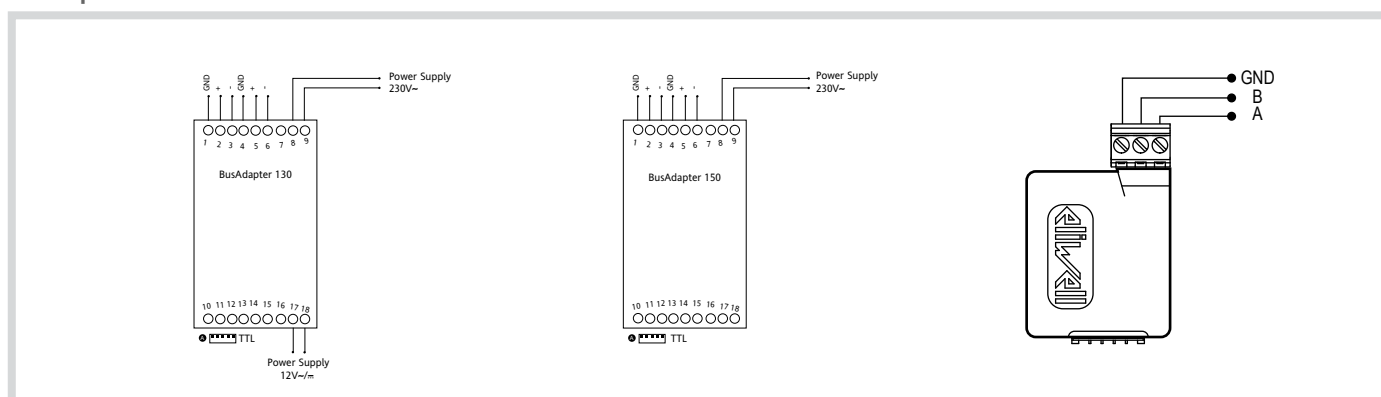 GND + - GND + -
Power Supply
230V~
1 2 3 4 5 6 7 8 9
BusAdapter 130
10 11 12 13 14 15 16 17 18
A TTL
Power Supply
12V~/⎓
GND + - GND + -
Power Supply
230V~
1 2 3 4 5 6 7 8 9
BusAdapter 150
10 11 12 13 14 15 16 17 18
A TTL
GND
B
A
eliwell